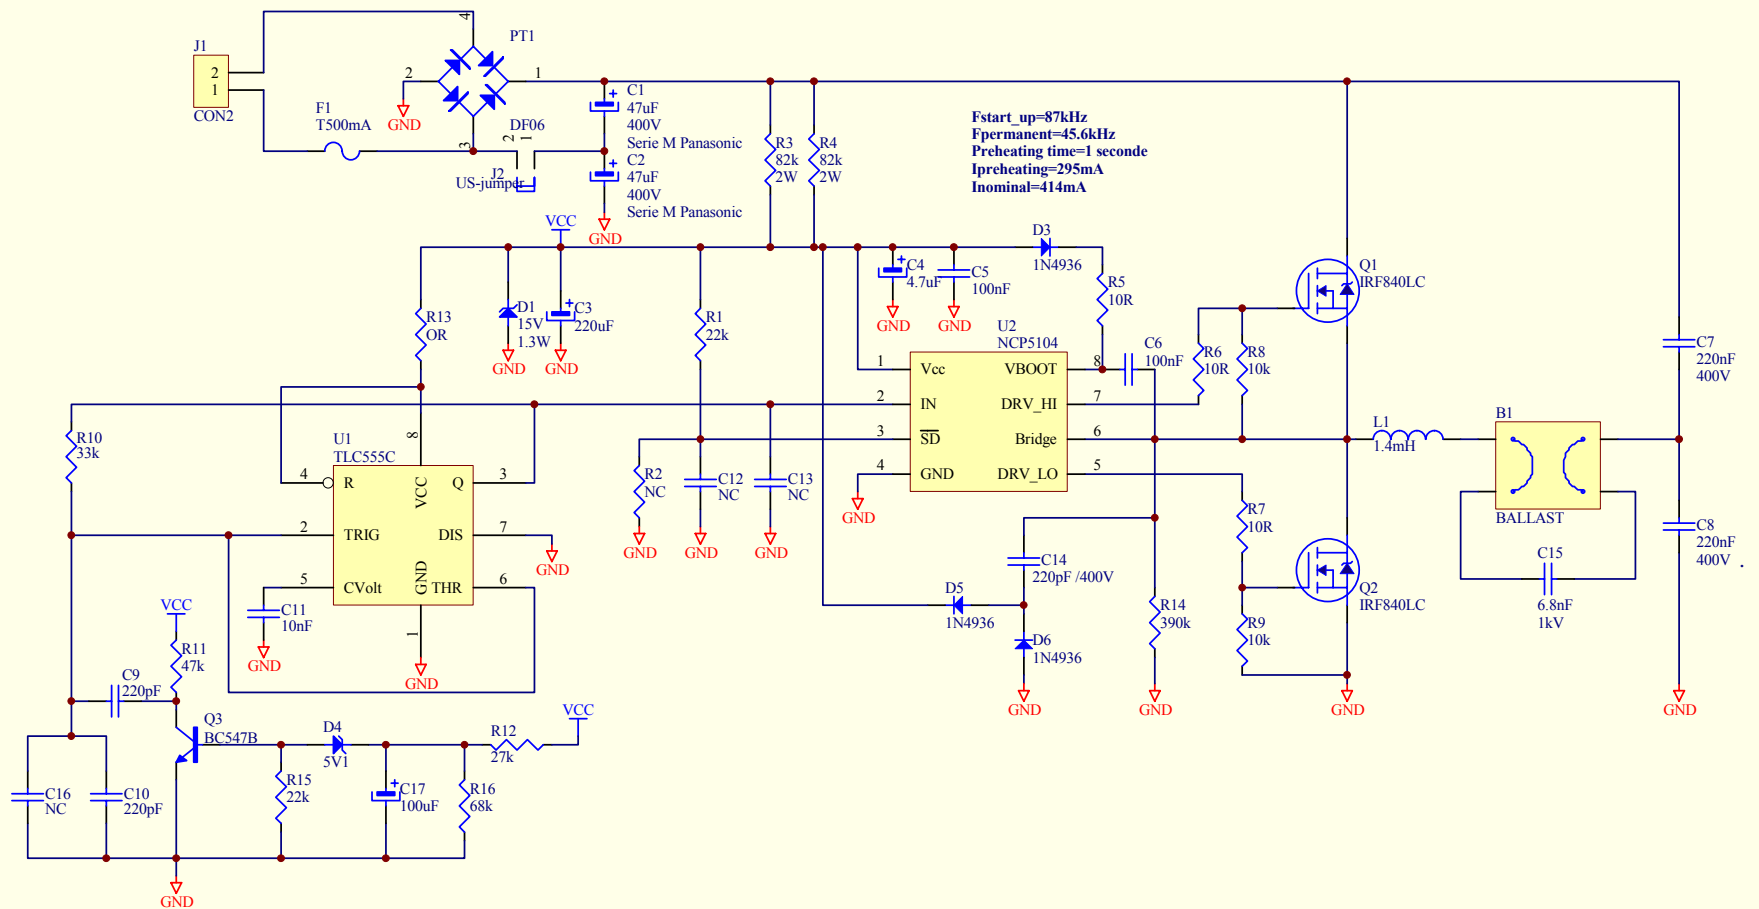 J1
2
1
CON2
F1
T500mA
4
PT1
2
1
GND
3
DF06
2
1
J2
US-jumper
C1
47uF
400V
Serie M Panasonic
C2
47uF
400V
Serie M Panasonic
GND
R3
82k
2W
R4
82k
2W
Fstart_up=87kHz
Fpermanent=45.6kHz
Preheating time=1 seconde
Ipreheating=295mA
Inominal=414mA
VCC
R13
OR
D1
15V
1.3W
GND
C3
220uF
GND
R1
22k
C4
4.7uF
GND
C5
100nF
GND
D3
1N4936
R5
10R
U2
NCP5104
1
Vcc
VBOOT
8
2
IN
DRV_HI
7
3
SD
Bridge
6
4
GND
DRV_LO
5
GND
C6
100nF
R6
10R
R8
10k
Q1
IRF840LC
C7
220nF
400V
L1
1.4mH
B1
BALLAST
C8
220nF
400V
.
C15
6.8nF
1kV
R10
33k
U1
TLC555C
8
4
R
VCC
Q
3
2
TRIG
DIS
7
5
CVolt
GND
THR
6
1
GND
GND
R2
NC
GND
C12
NC
GND
C13
NC
GND
C11
10nF
GND
R7
10R
Q2
IRF840LC
R9
10k
GND
GND
C14
220pF /400V
D5
1N4936
D6
1N4936
GND
R14
390k
GND
VCC
R11
47k
C9
220pF
Q3
BC547B
D4
5V1
R12
27k
VCC
C16
NC
C10
220pF
R15
22k
C17
100uF
R16
68k
GND